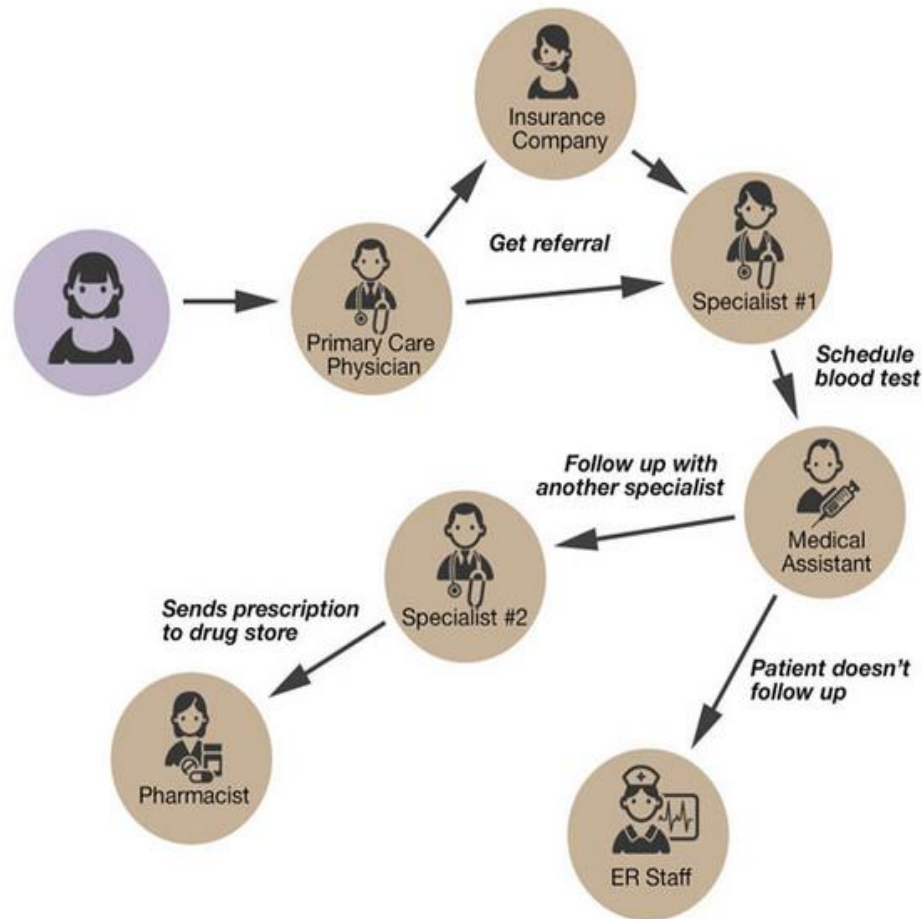 Insurance
Company
Get referral
Specialist #1
Primary Care
Physician
Schedule
blood test
Follow up with
another specialist
Medical
Assistant
Specialist #2
Sends prescription
to drug store
Patient doesn't
follow up
Pharmacist
ER Staff